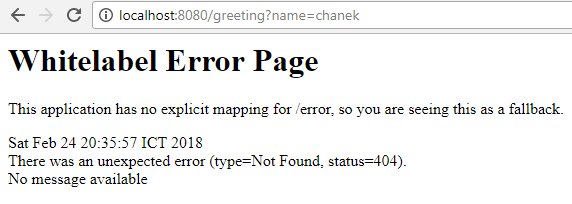 localhost:8080/greeting?name=chanek
Whitelabel Error Page
This application has no explicit mapping for /error, so you are seeing this as a fallback.
Sat Feb 24 20:35:57 ICT 2018
There was an unexpected error (type=Not Found, status=404).
No message available